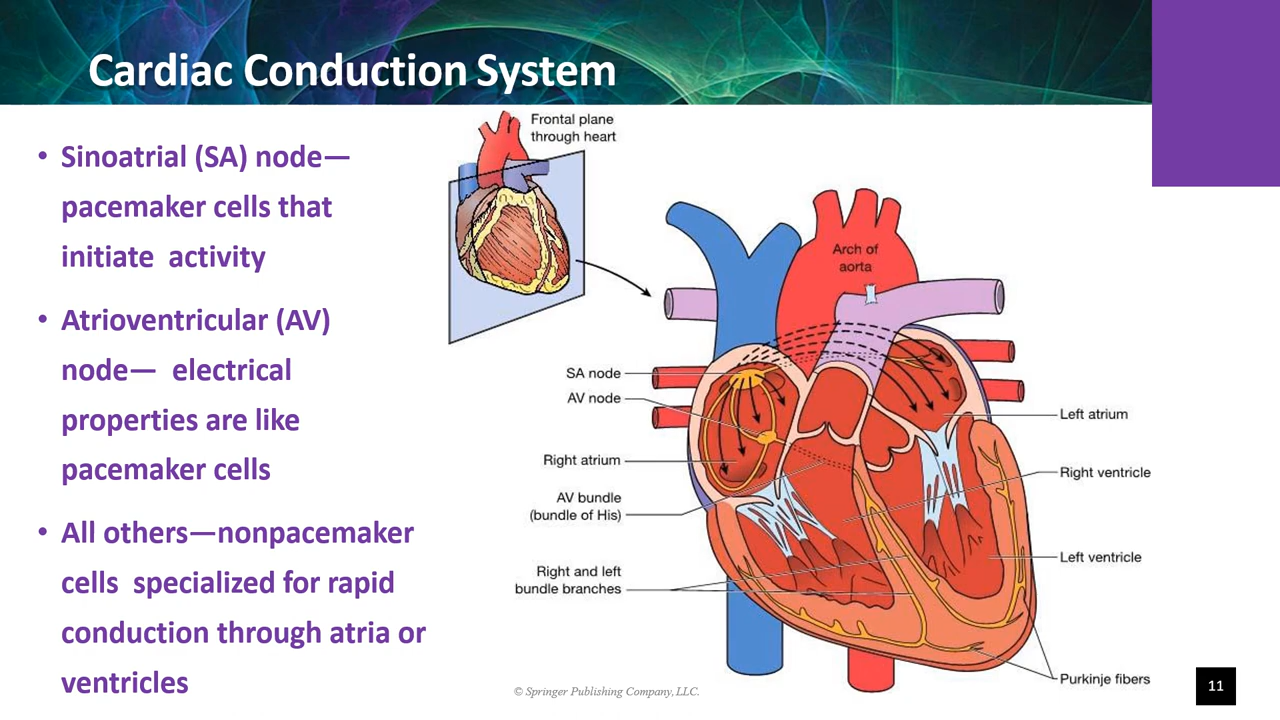 Cardiac Conduction System
• Sinoatrial (SA) node—
pacemaker cells that
initiate activity
• Atrioventricular (AV)
node— electrical
properties are like
pacemaker cells
• All others—nonpacemaker
cells specialized for rapid
conduction through atria or
ventricles
Frontal plane
through heart
Arch of
aorta
SA node
AV node
Right atrium
AV bundle
(bundle of His)
Right and left
bundle branches
Left atrium
Right ventricle
Left ventricle
Purkinje fibers
© Springer Publishing Company, LLC.
11